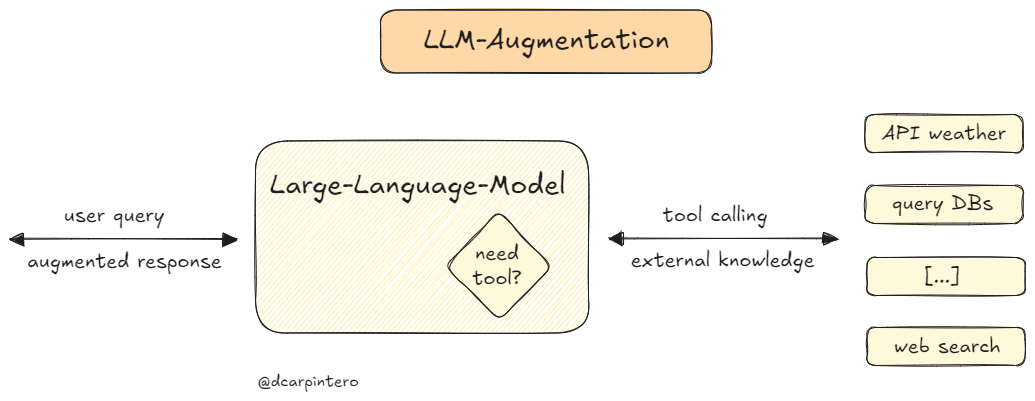 LLM-Augmentation
API weather
Large-Language-Model
query DBs
user query
tool calling
need
tool?
augmented response
external knowledge
[...]
web search
@dcarpintero